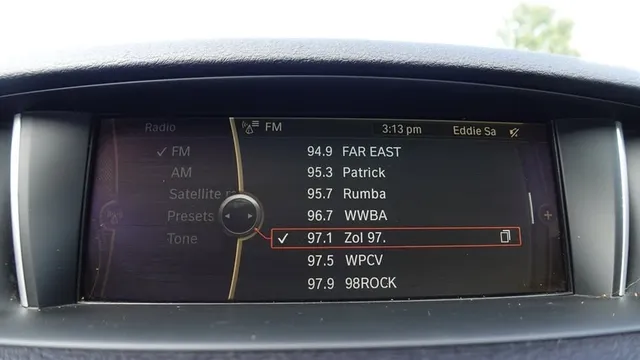 Radio
FM 3:13 pm Eddie Sa
✓ FM
AM
Satellite r
Presets
Tone
94.9 FAR EAST
95.3 Patrick
95.7 Rumba
96.7 WWBA
✓ 97.1 Zol 97.
97.5 WPCV
97.9 98ROCK